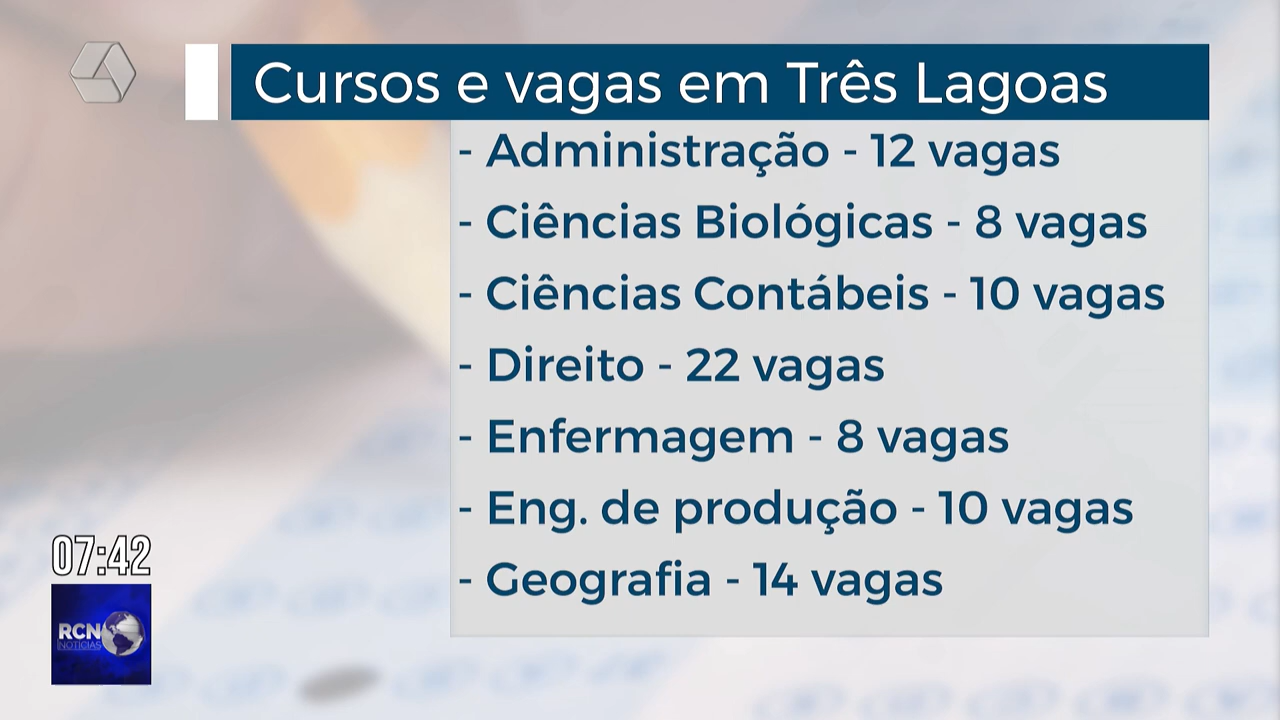 Cursos e vagas em Três Lagoas
- Administração - 12 vagas
- Ciências Biológicas - 8 vagas
- Ciências Contábeis - 10 vagas
- Direito - 22 vagas
- Enfermagem - 8 vagas
- Eng. de produção - 10 vagas
- Geografia - 14 vagas
07:42
RCN
NOTÍCIAS